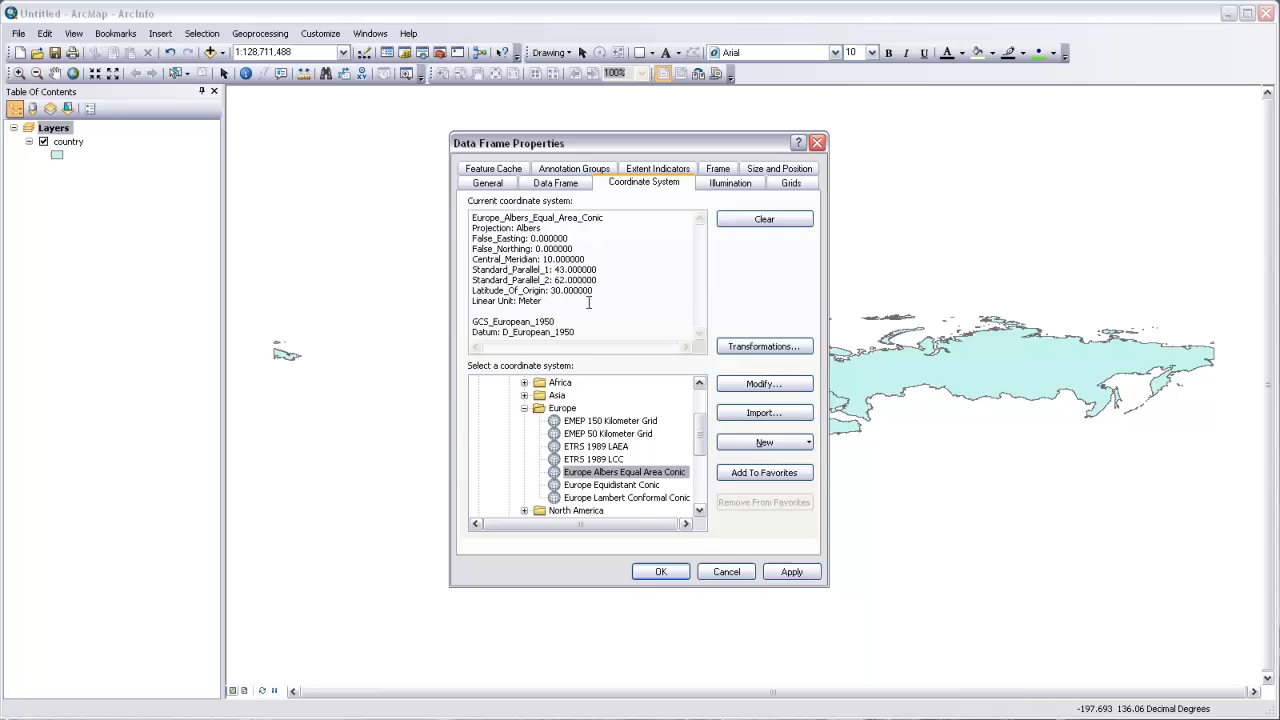 Untitled - ArcMap - ArcInfo
File Edit View Bookmarks Insert Selection Geoprocessing Customize Windows Help
1:128,711,488 Drawing Arial 10 B I U A
100%
Table Of Contents
Layers
country
Data Frame Properties
Feature Cache Annotation Groups Extent Indicators Frame Size and Position
General Data Frame Coordinate System Illumination Grids
Current coordinate system:
Europe_Albers_Equal_Area_Conic
Projection: Albers
False_Easting: 0.000000
False_Northing: 0.000000
Central_Meridian: 10.000000
Standard_Parallel_1: 43.000000
Standard_Parallel_2: 62.000000
Latitude_Of_Origin: 30.000000
Linear Unit: Meter
GCS_European_1950
Datum: D_European_1950
Clear
Transformations...
Select a coordinate system:
Africa
Asia
Europe
EMEP 150 Kilometer Grid
EMEP 50 Kilometer Grid
ETRS 1989 LAEA
ETRS 1989 LCC
Europe Albers Equal Area Conic
Europe Equidistant Conic
Europe Lambert Conformal Conic
North America
Modify...
Import...
New
Add To Favorites
Remove From Favorites
OK Cancel Apply
-197.693 136.06 Decimal Degrees